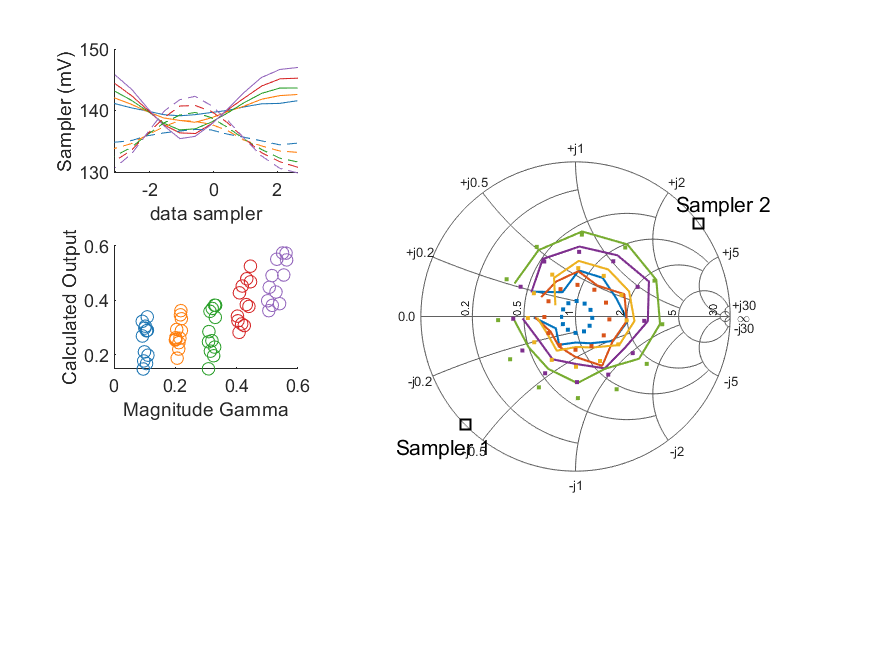 150
140
130
Sampler (mV)
-2 0 2
data sampler
0.6
0.4
0.2
Calculated Output
0 0.2 0.4 0.6
Magnitude Gamma
+j1
+j0.5
+j2
Sampler 2
+j0.2
+j5
0.0
0.2
0.5
1
2
5
30
+j30
∞
-j30
-j0.2
-j5
Sampler 1
-j0.5
-j2
-j1